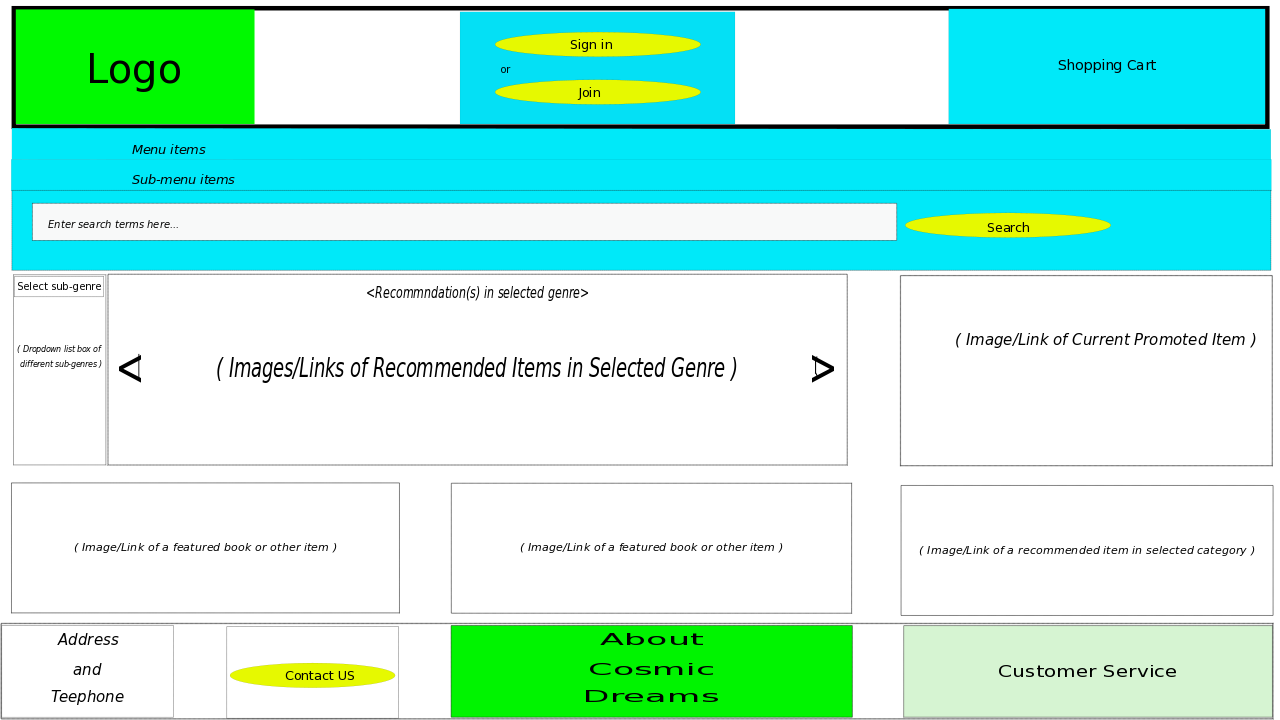 Logo
Sign in
or
Join
Shopping Cart
Menu items
Sub-menu items
Enter search terms here...
Search
Select sub-genre
( Dropdown list box of
different sub-genres )
<Recommndation(s) in selected genre>
< ( Images/Links of Recommended Items in Selected Genre ) >
( Image/Link of Current Promoted Item )
( Image/Link of a featured book or other item )
( Image/Link of a featured book or other item )
( Image/Link of a recommended item in selected category )
Address
and
Teephone
Contact US
About
Cosmic
Dreams
Customer Service